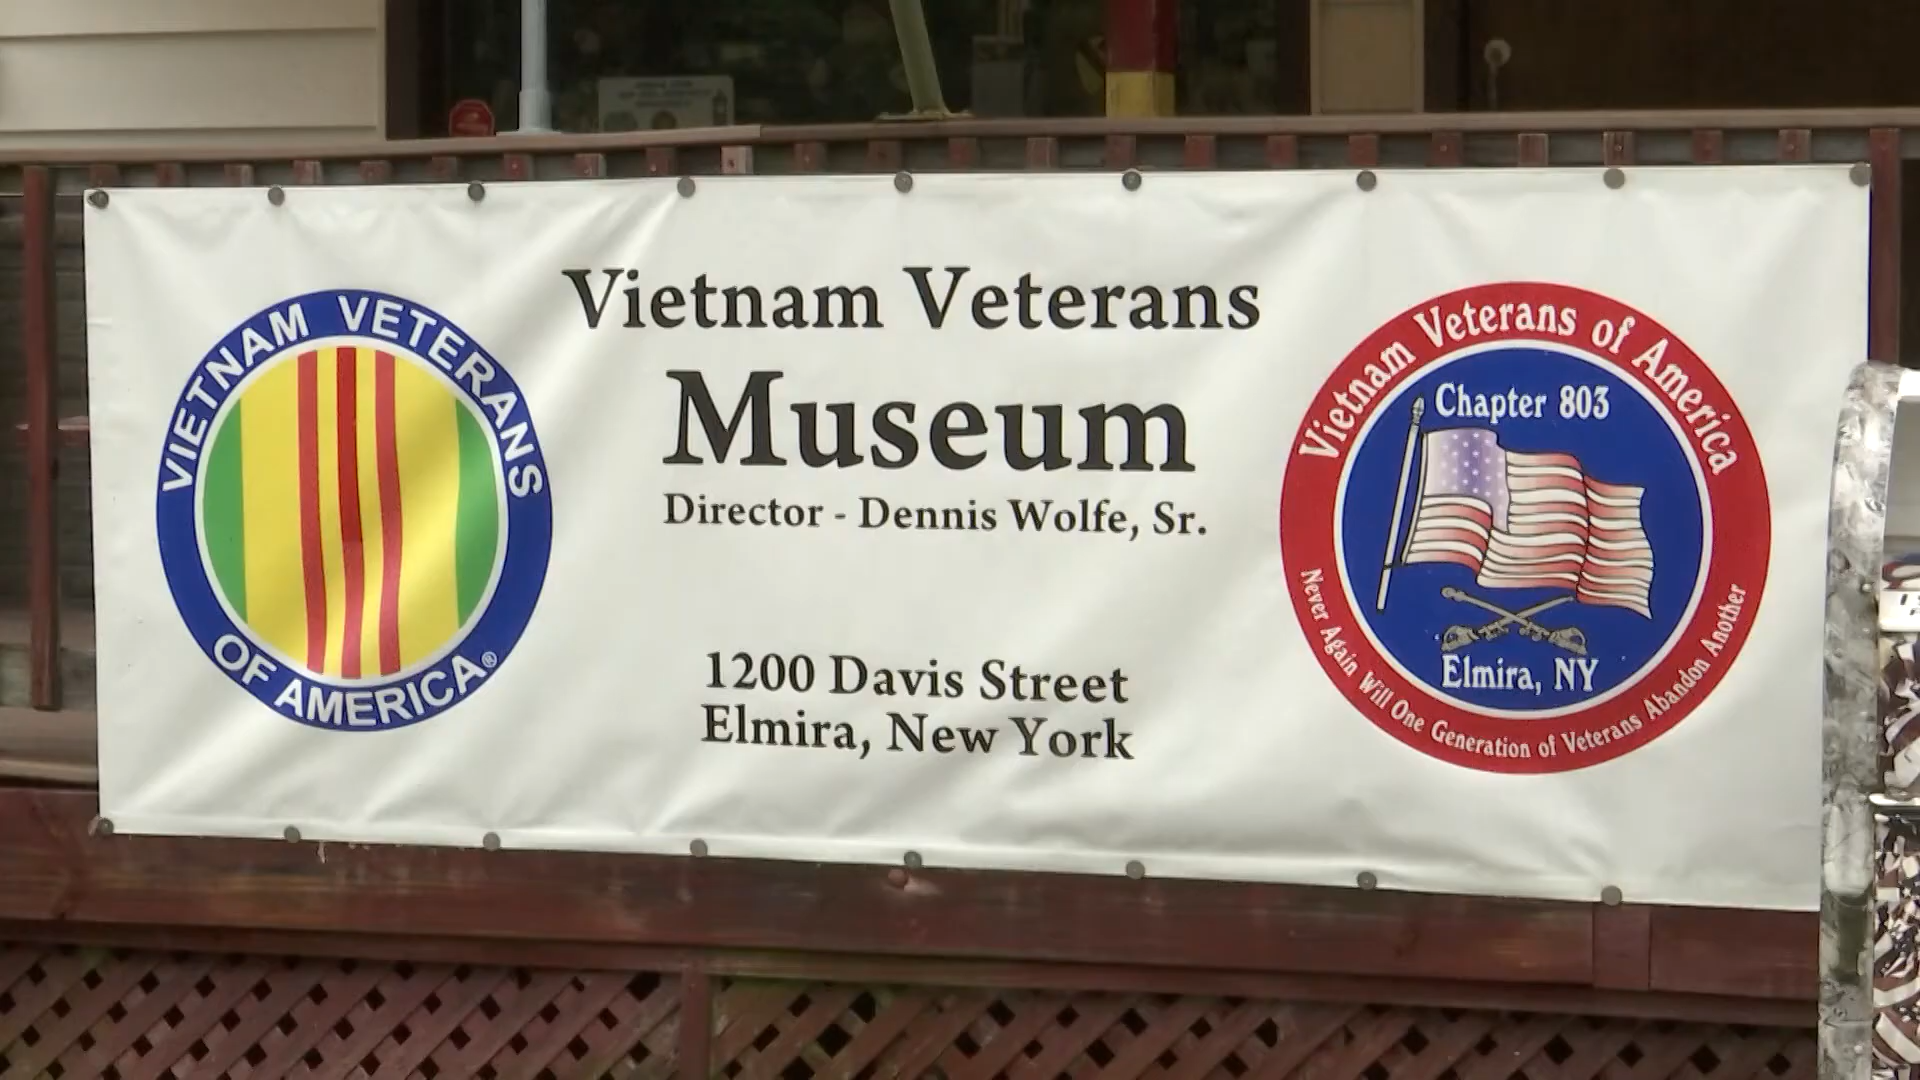 VIETNAM VETERANS
OF AMERICA®
Vietnam Veterans
Museum
Director - Dennis Wolfe, Sr.
1200 Davis Street
Elmira, New York
Vietnam Veterans of America
Chapter 803
Elmira, NY
Never Again Will One Generation of Veterans Abandon Another